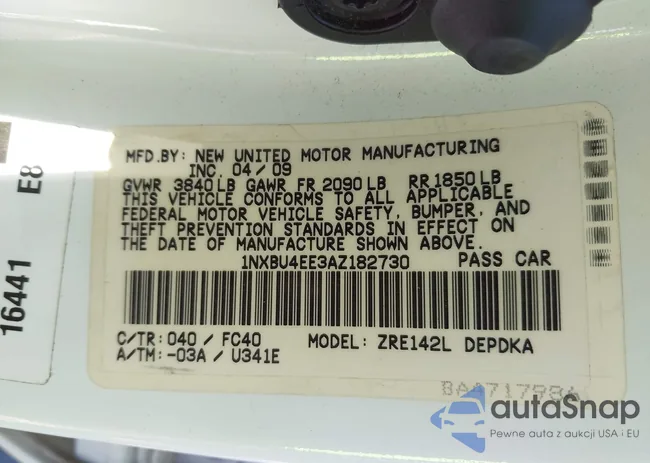 MFD.BY: NEW UNITED MOTOR MANUFACTURING
INC. 04/09
GVWR 3840LB GAWR FR 2090LB RR1850LB
THIS VEHICLE CONFORMS TO ALL APPLICABLE
FEDERAL MOTOR VEHICLE SAFETY, BUMPER, AND
THEFT PREVENTION STANDARDS IN EFFECT ON
THE DATE OF MANUFACTURE SHOWN ABOVE.
1NXBU4EE3AZ182730 PASS CAR
C/TR: 040 / FC40 MODEL: ZRE142L DEPDKA
A/TM: -03A / U341E
16441 E8
autoSnap
Pewne auta z aukcji USA i EU